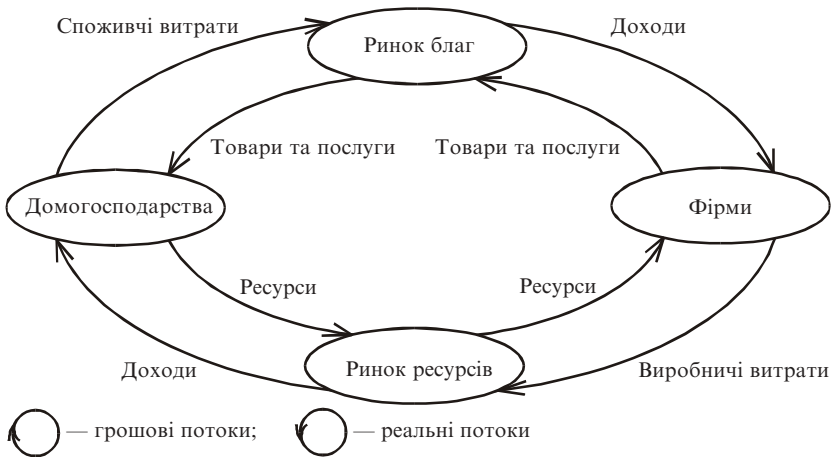 Споживчі витрати
Ринок благ
Доходи
Товари та послуги
Товари та послуги
Домогосподарства
Фірми
Ресурси
Ресурси
Доходи
Ринок ресурсів
Виробничі витрати
— грошові потоки;
— реальні потоки